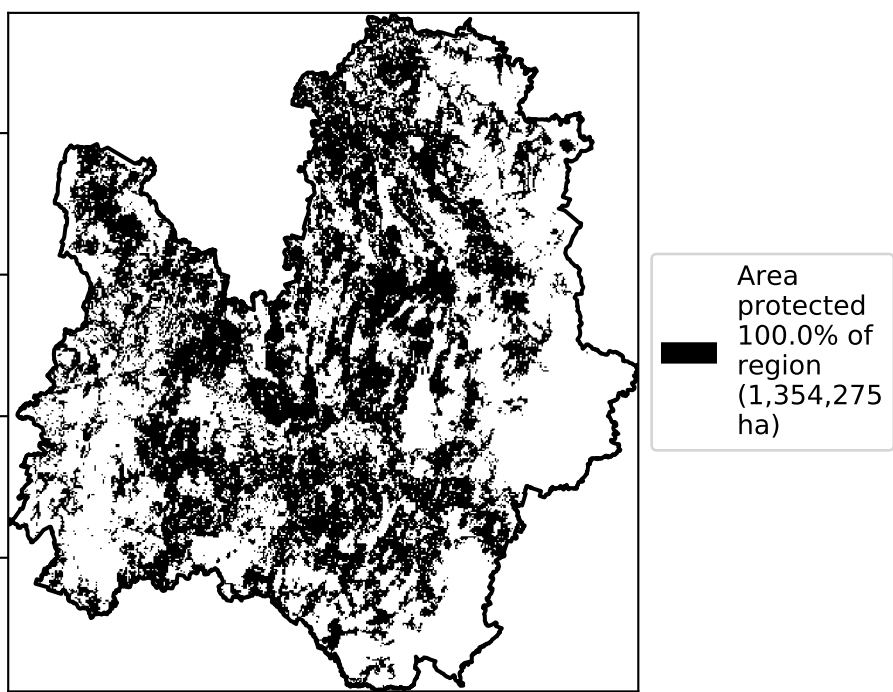 Area
protected
100.0% of
region
(1,354,275
ha)